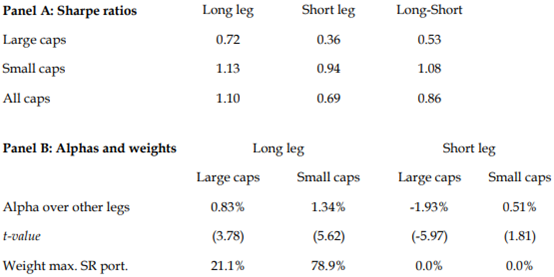 Panel A: Sharpe ratios Long leg Short leg Long-Short
Large caps 0.72 0.36 0.53
Small caps 1.13 0.94 1.08
All caps 1.10 0.69 0.86
Panel B: Alphas and weights Long leg Short leg
Large caps Small caps Large caps Small caps
Alpha over other legs 0.83% 1.34% -1.93% 0.51%
t-value (3.78) (5.62) (-5.97) (1.81)
Weight max. SR port. 21.1% 78.9% 0.0% 0.0%